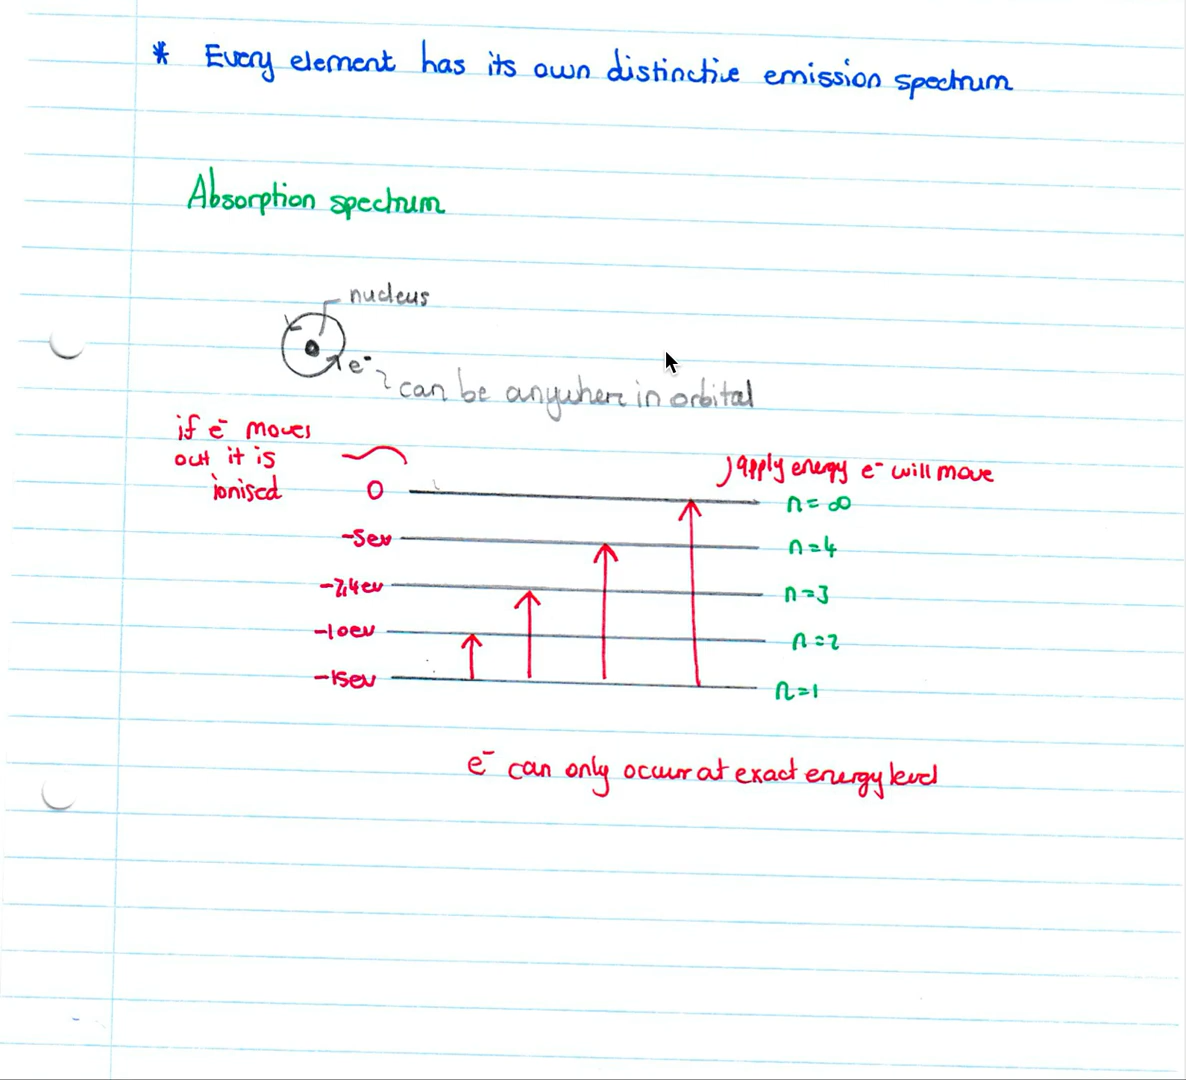 * Every element has its own distinctive emission spectrum
Absorption spectrum
nucleus
e⁻
can be anywhere in orbital
if e⁻ moves
out it is
ionised
apply energy e⁻ will move
0
n=∞
-5ev
n=4
-7,4ev
n=3
-10ev
n=2
-15ev
n=1
e⁻ can only occur at exact energy level